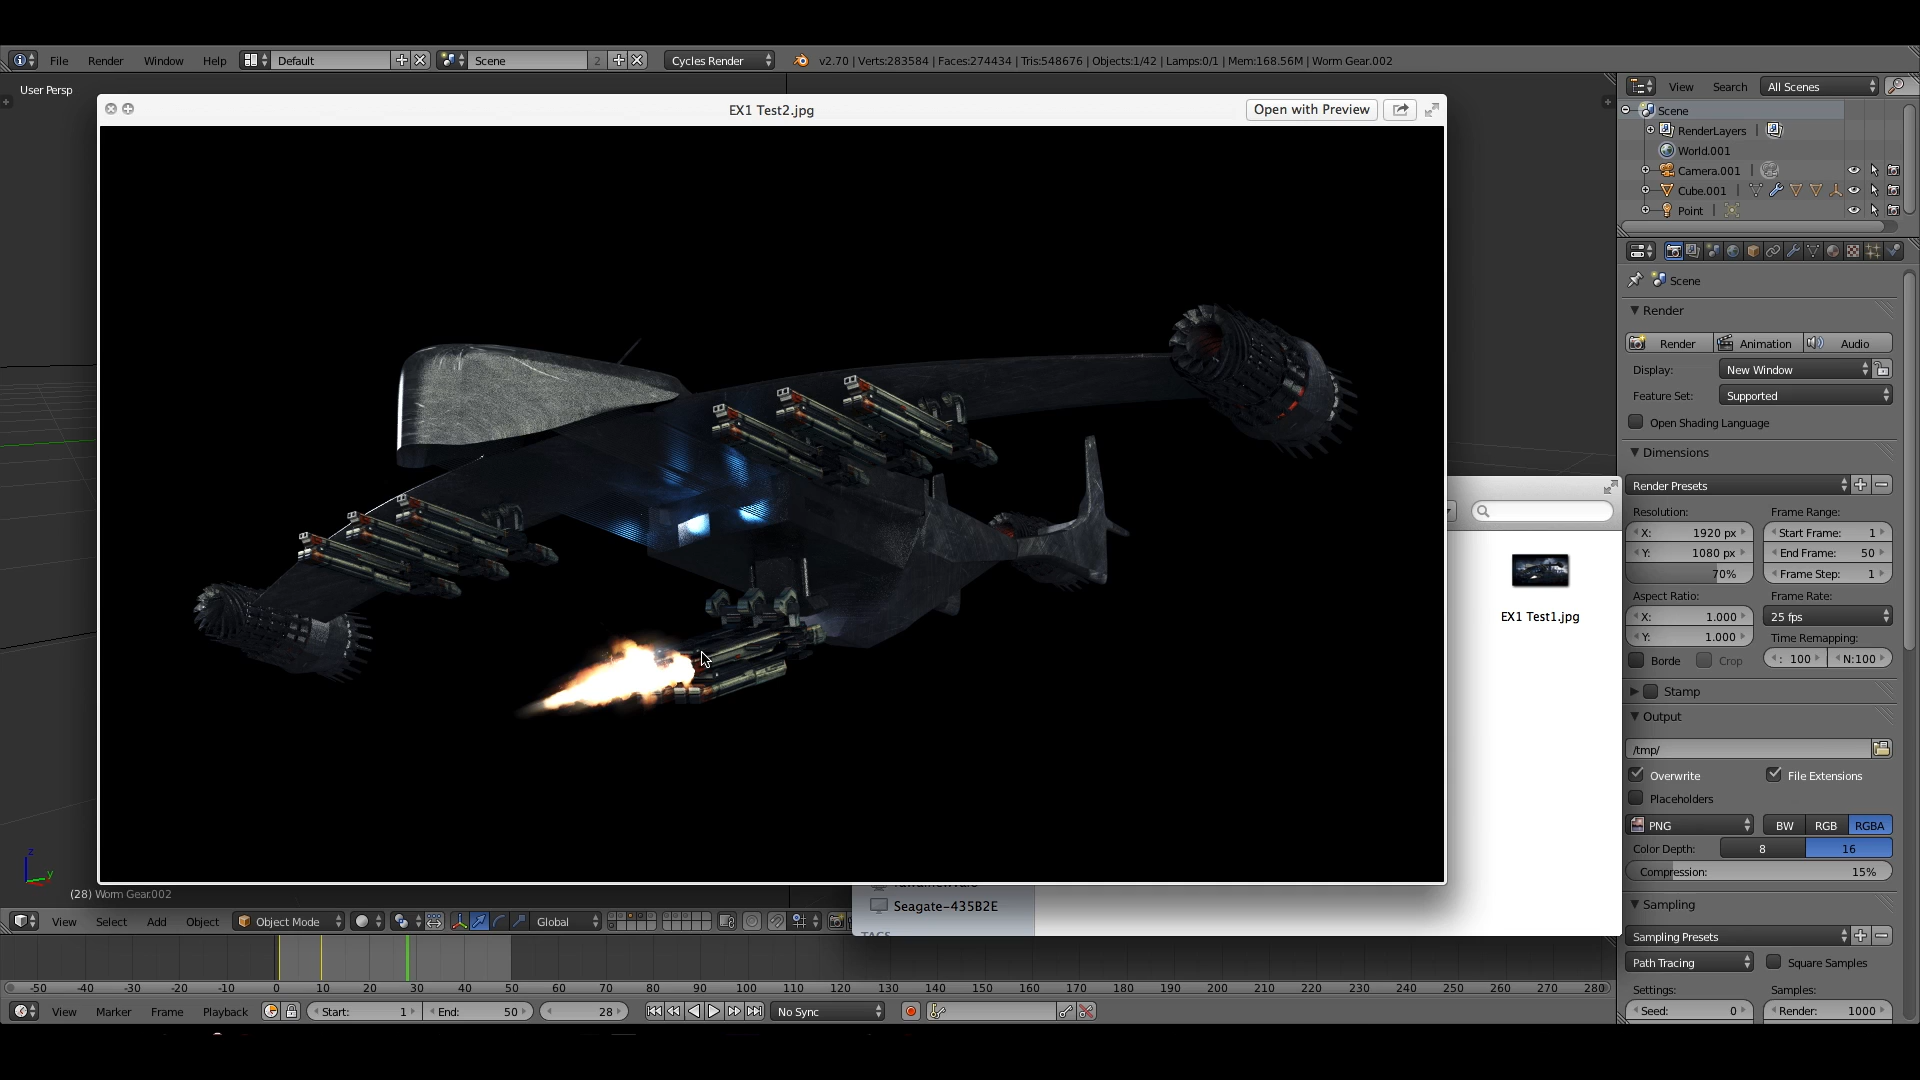 File Render Window Help Default Scene 2 Cycles Render v2.70 | Verts:283584 | Faces:274434 | Tris:548676 | Objects:1/42 | Lamps:0/1 | Mem:168.56M | Worm Gear.002
User Persp
EX1 Test2.jpg Open with Preview
View Search All Scenes
Scene
RenderLayers
World.001
Camera.001
Cube.001
Point
Scene
Render
Render Animation Audio
Display: New Window
Feature Set: Supported
Open Shading Language
Dimensions
Render Presets
Resolution: Frame Range:
X: 1920 px Start Frame: 1
Y: 1080 px End Frame: 50
70% Frame Step: 1
Aspect Ratio: Frame Rate:
X: 1.000 25 fps
Y: 1.000 Time Remapping:
Borde Crop : 100 N:100
Stamp
Output
/tmp/
Overwrite File Extensions
Placeholders
PNG BW RGB RGBA
Color Depth: 8 16
Compression: 15%
Sampling
Sampling Presets
Path Tracing Square Samples
Settings: Samples:
Seed: 0 Render: 1000
EX1 Test1.jpg
Seagate-435B2E
TAGS
z
y
(28) Worm Gear.002
View Select Add Object Object Mode Global
-50 -40 -30 -20 -10 0 10 20 30 40 50 60 70 80 90 100 110 120 130 140 150 160 170 180 190 200 210 220 230 240 250 260 270 280
View Marker Frame Playback Start: 1 End: 50 28 No Sync